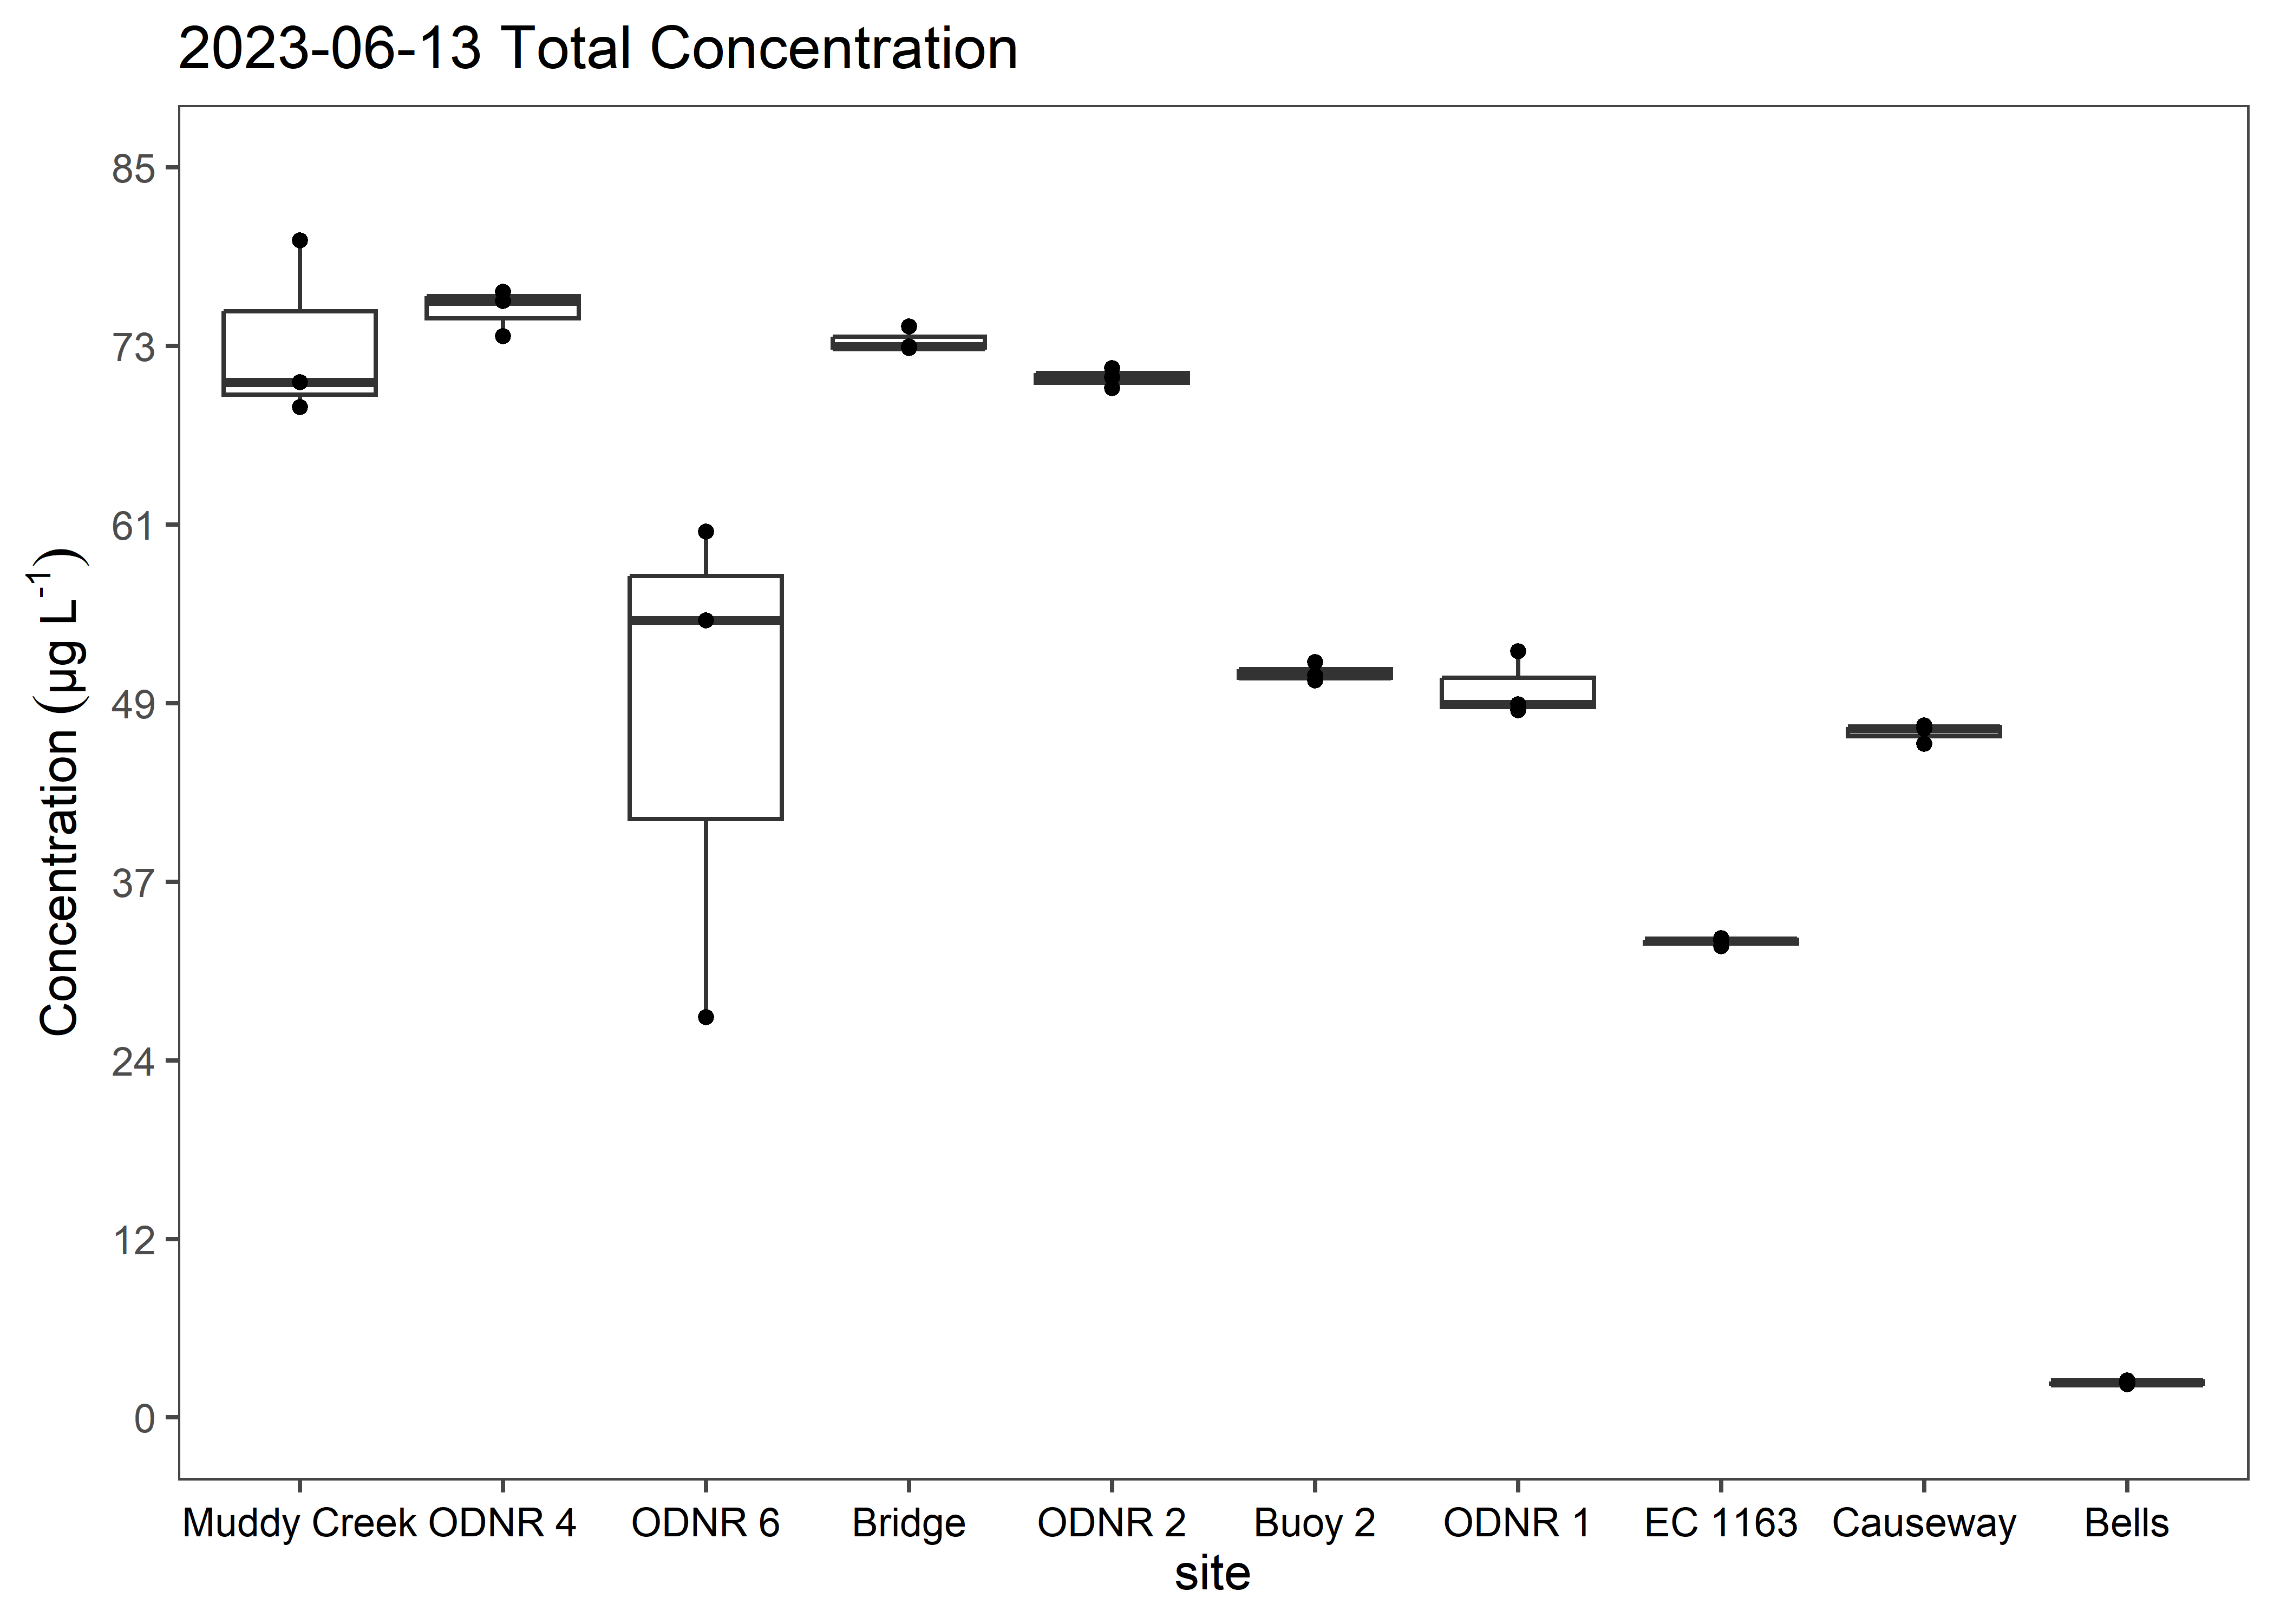 2023-06-13 Total Concentration
Concentration (µg L-1)
85
73
61
49
37
24
12
0
Muddy Creek ODNR 4 ODNR 6 Bridge ODNR 2 Buoy 2 ODNR 1 EC 1163 Causeway Bells
site